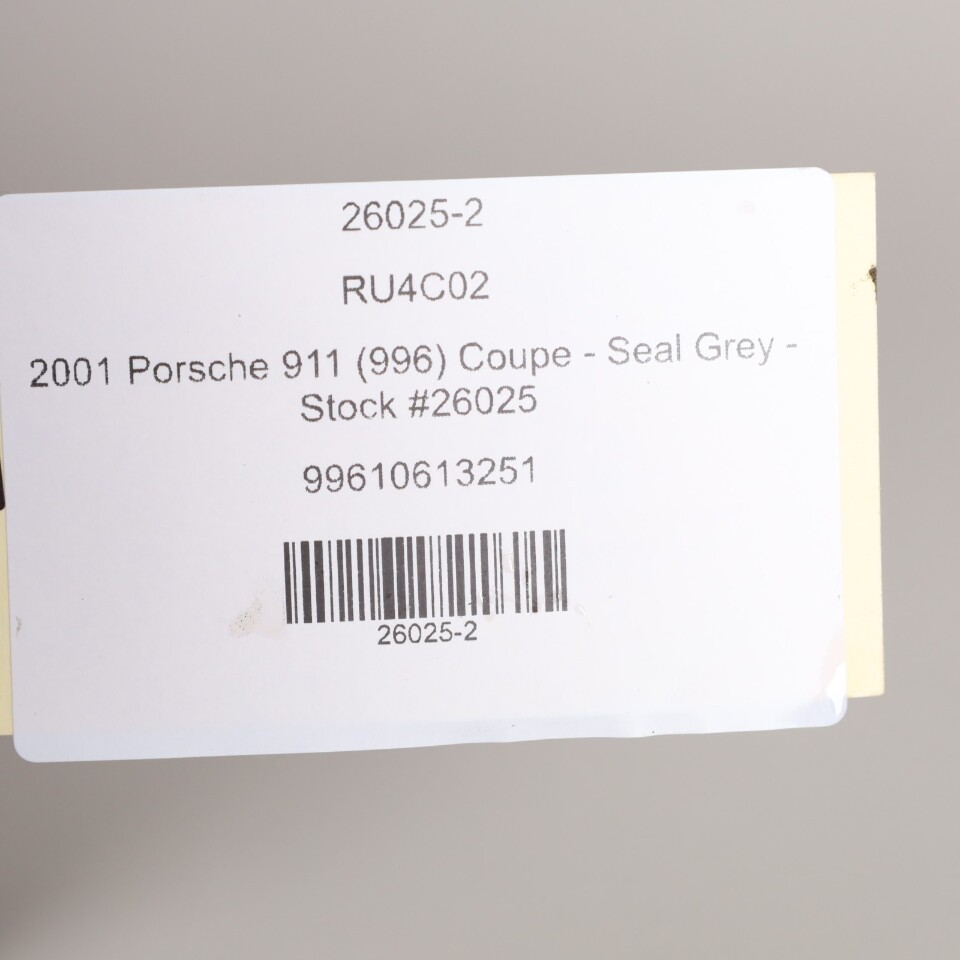 26025-2
RU4C02
2001 Porsche 911 (996) Coupe - Seal Grey -
Stock #26025
99610613251
26025-2